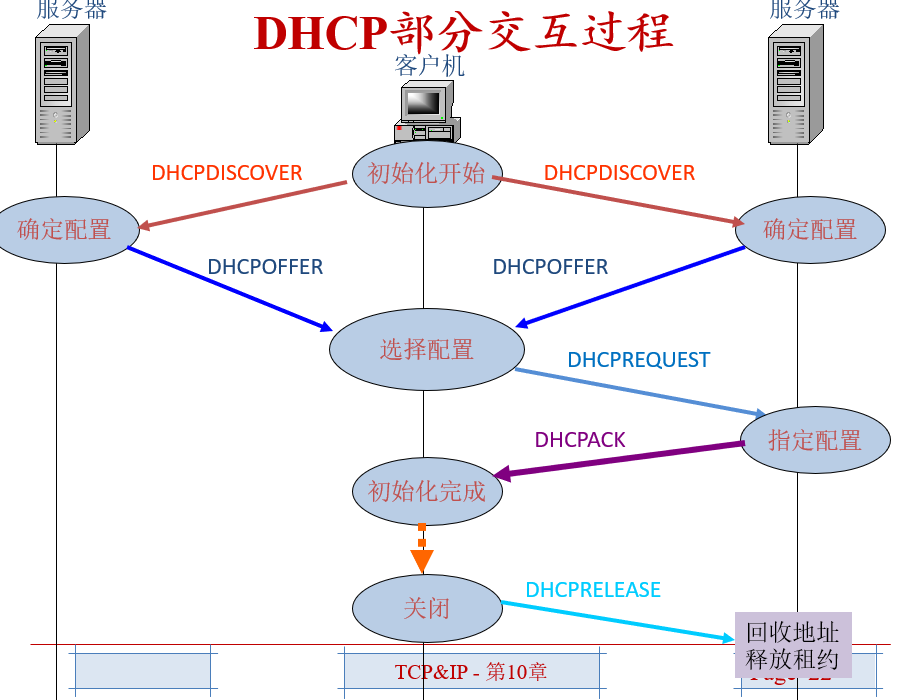 服务器
服务器
DHCP部分交互过程
客户机
DHCPDISCOVER
初始化开始
DHCPDISCOVER
确定配置
确定配置
DHCPOFFER
DHCPOFFER
选择配置
DHCPREQUEST
指定配置
DHCPACK
初始化完成
DHCPRELEASE
关闭
回收地址
释放租约
TCP&IP - 第10章